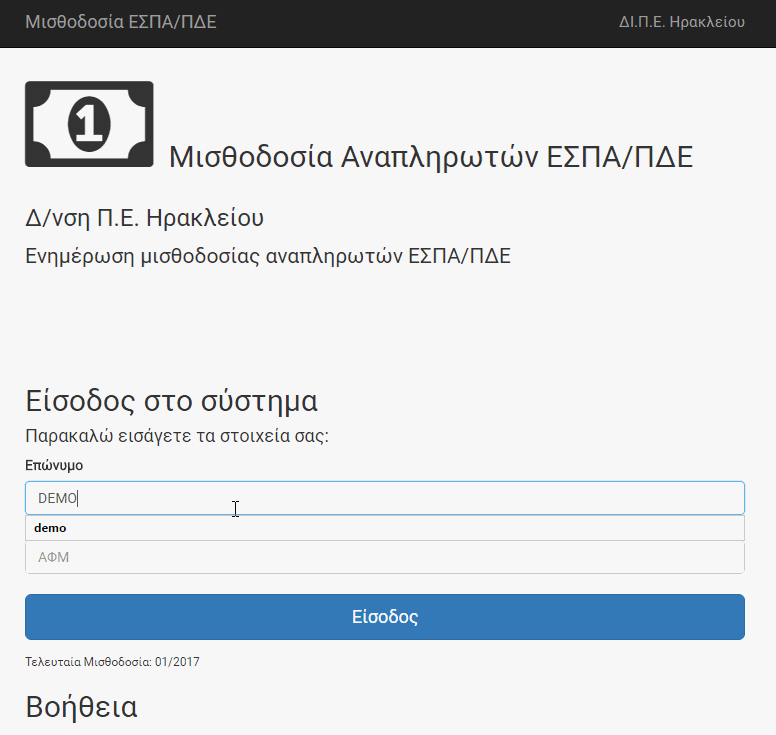 Μισθοδοσία ΕΣΠΑ/ΠΔΕ ΔΙ.Π.Ε. Ηρακλείου
1 Μισθοδοσία Αναπληρωτών ΕΣΠΑ/ΠΔΕ
Δ/νση Π.Ε. Ηρακλείου
Ενημέρωση μισθοδοσίας αναπληρωτών ΕΣΠΑ/ΠΔΕ
Είσοδος στο σύστημα
Παρακαλώ εισάγετε τα στοιχεία σας:
Επώνυμο
DEMO
demo
ΑΦΜ
Είσοδος
Τελευταία Μισθοδοσία: 01/2017
Βοήθεια